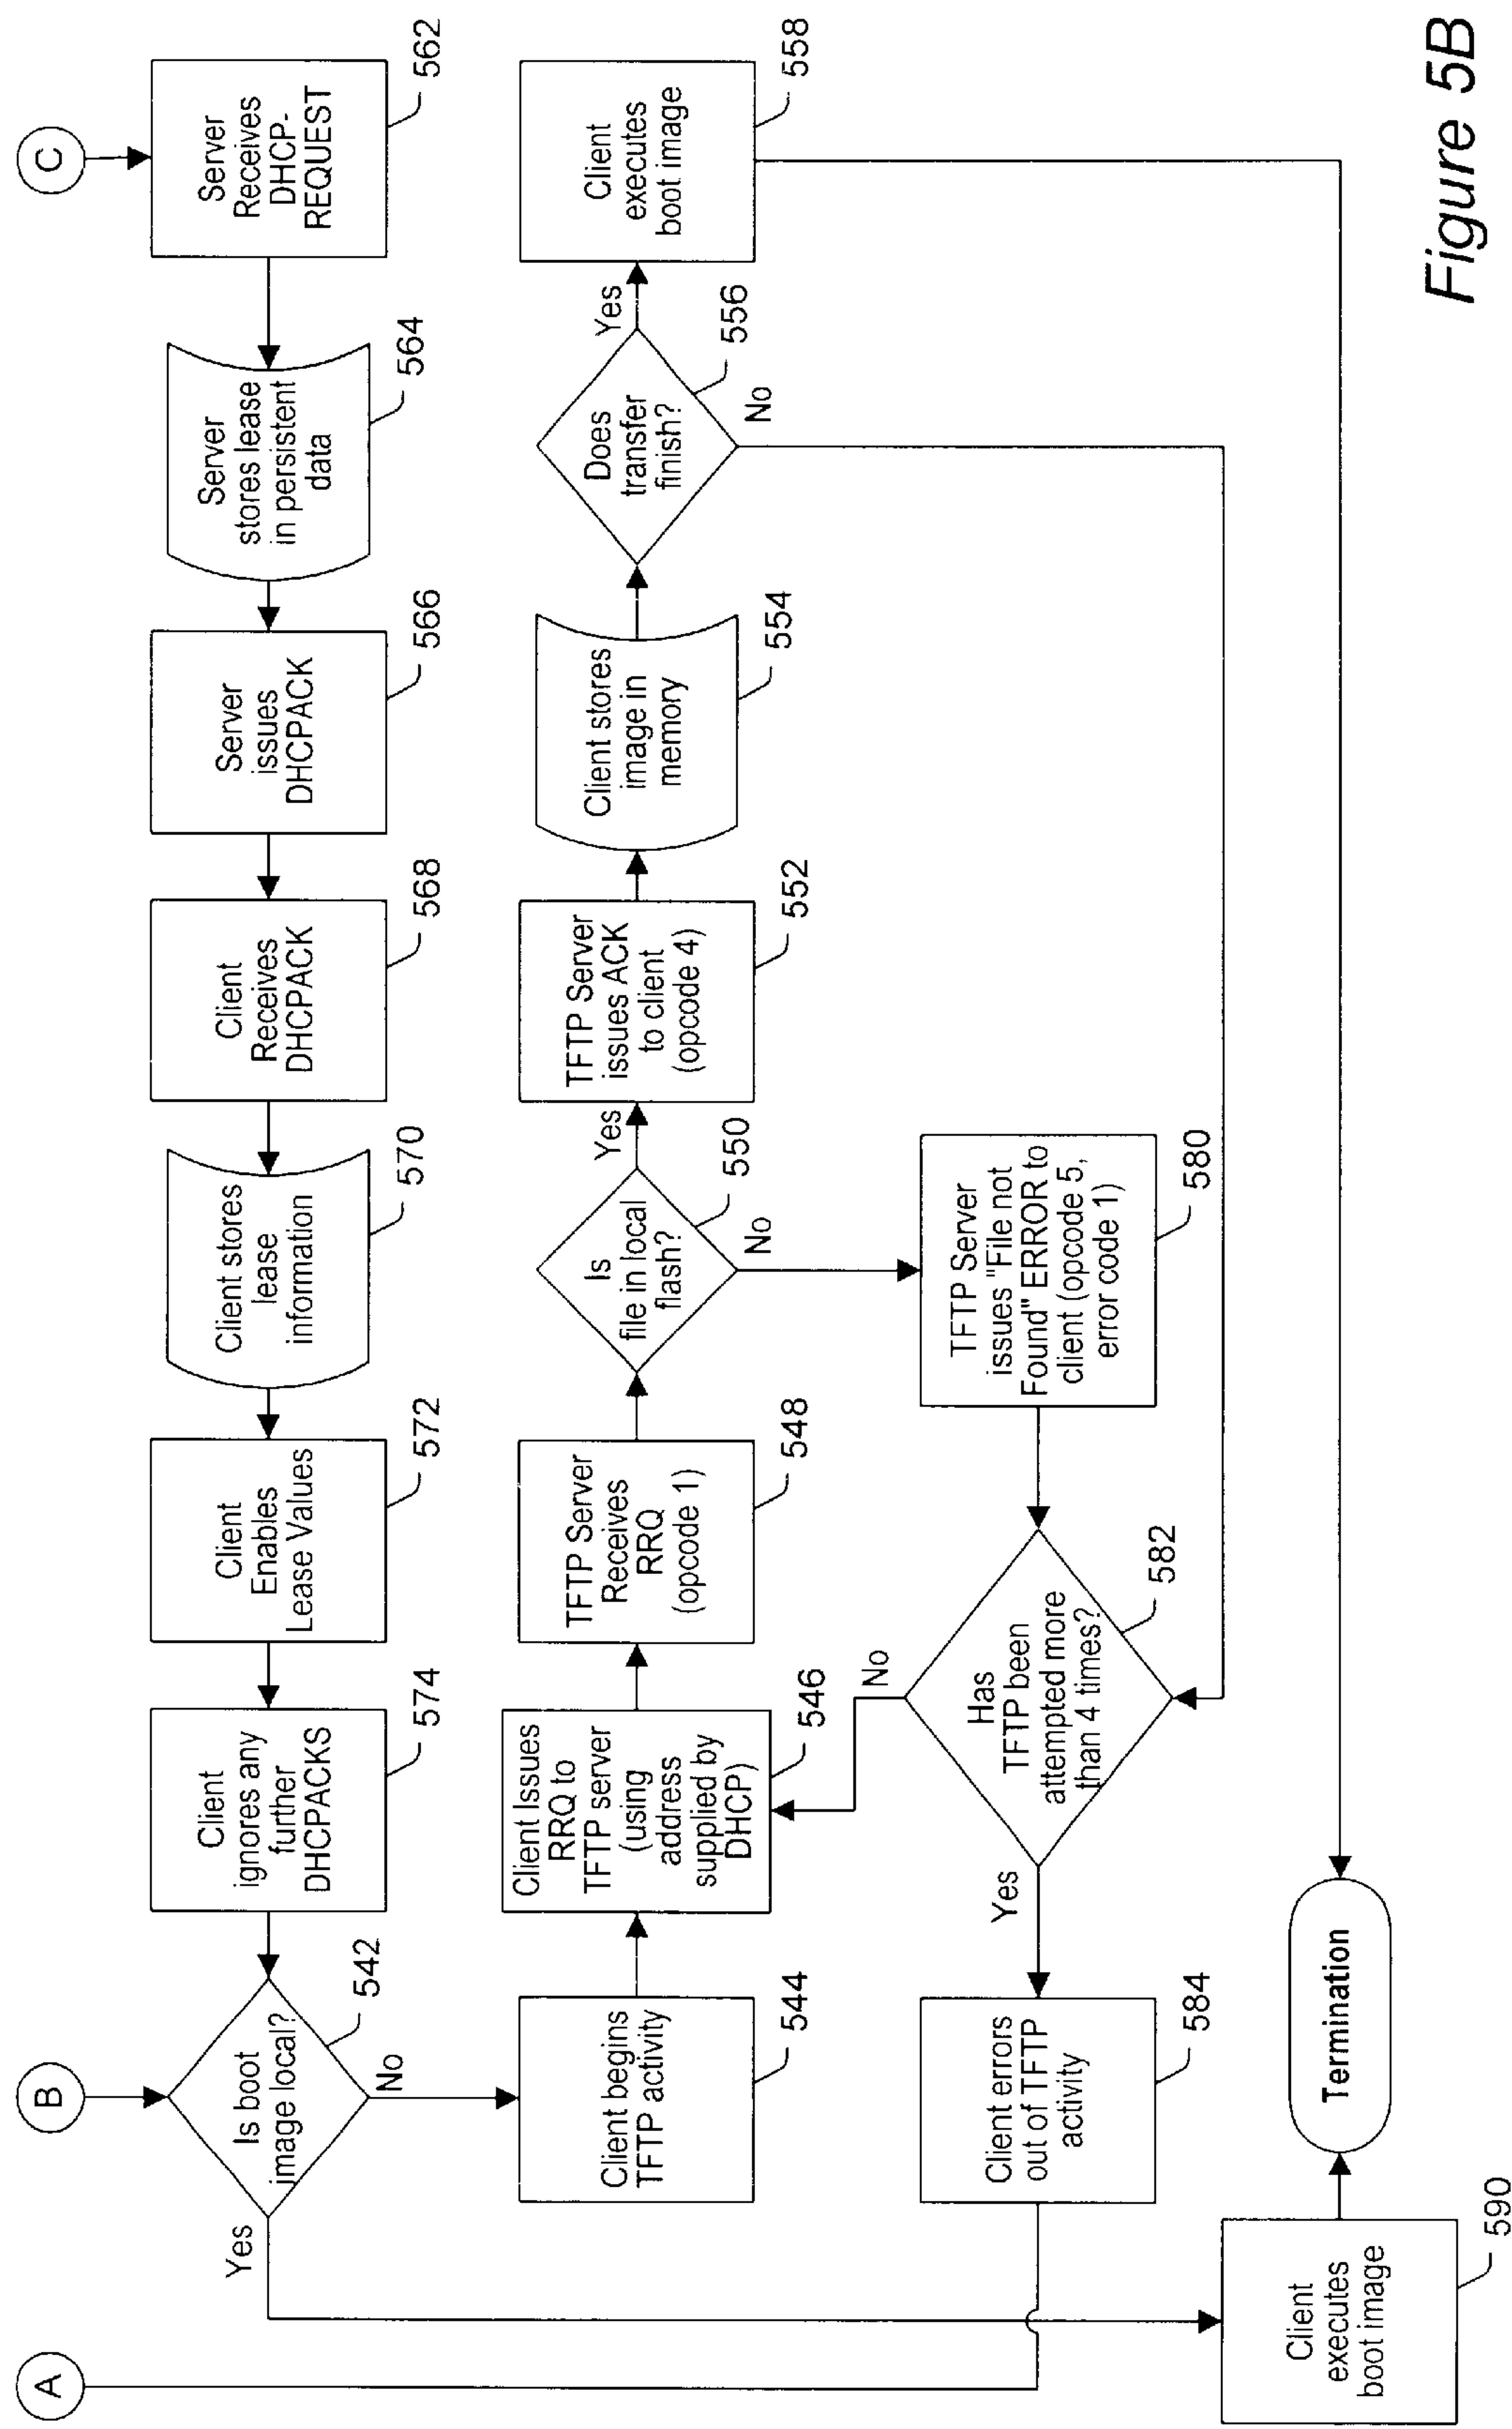 A
B
C
Server
Receives
DHCP-
REQUEST
562
Server
stores lease
in persistent
data
564
Server
issues
DHCPACK
566
Client
Receives
DHCPACK
568
Client stores
lease
information
570
Client
Enables
Lease Values
572
Client
ignores any
further
DHCPACKS
574
Is boot
image local?
542
Yes
No
Client begins
TFTP activity
544
Client Issues
RRQ to
TFTP server
(using
address
supplied by
DHCP)
546
TFTP Server
Receives
RRQ
(opcode 1)
548
Is
file in local
flash?
550
Yes
No
TFTP Server
issues ACK
to client
(opcode 4)
552
Client stores
image in
memory
554
Does
transfer
finish?
556
Yes
No
Client
executes
boot image
558
TFTP Server
issues "File not
Found" ERROR to
client (opcode 5,
error code 1)
580
Has
TFTP been
attempted more
than 4 times?
582
No
Yes
Client errors
out of TFTP
activity
584
Client
executes
boot image
590
Termination
Figure 5B